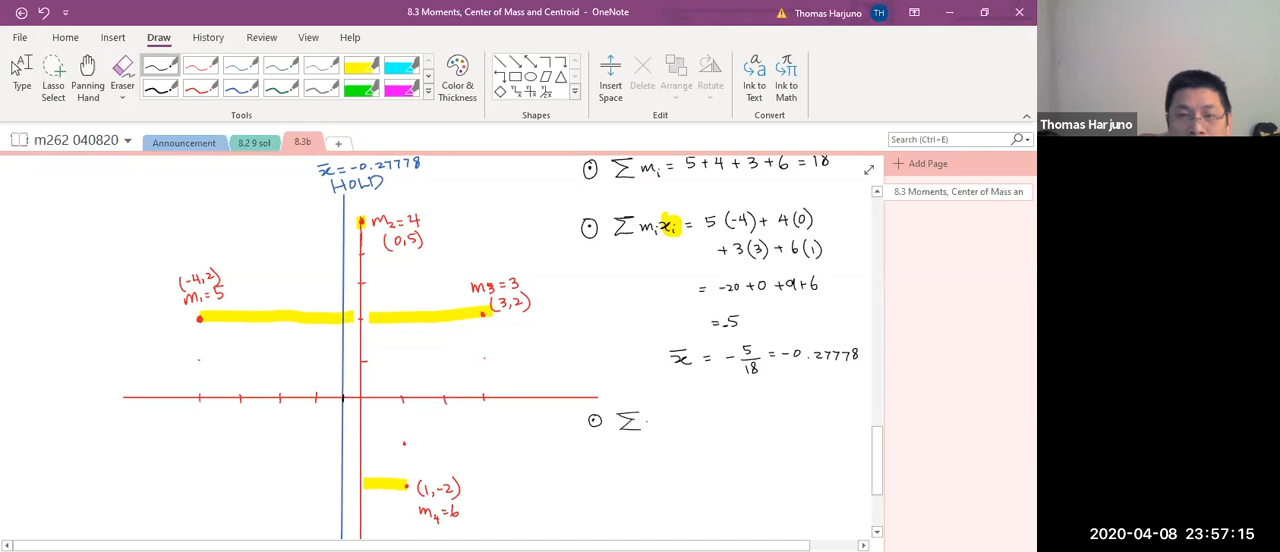 8.3 Moments, Center of Mass and Centroid - OneNote
Thomas Harjuno
TH
File
Home
Insert
Draw
History
Review
View
Help
Type
Lasso Select
Panning Hand
Eraser
Color & Thickness
Insert Space
Delete
Arrange
Rotate
Ink to Text
Ink to Math
Tools
Shapes
Edit
Convert
m262 040820
Announcement
8.2 9 sol
8.3b
Search (Ctrl+E)
Add Page
8.3 Moments, Center of Mass an
Thomas Harjuno
x̄ = -0.27778
HOLD
m₂ = 4
(0,5)
(-4,2)
m₁ = 5
m₃ = 3
(3,2)
(1,-2)
m₄ = 6
⊙ ∑ mᵢ = 5 + 4 + 3 + 6 = 18
⊙ ∑ mᵢxᵢ = 5 (-4) + 4 (0)
+ 3 (3) + 6 (1)
= -20 + 0 + 9 + 6
= -5
x̄ = - 5/18 = -0.27778
⊙ ∑
2020-04-08 23:57:15